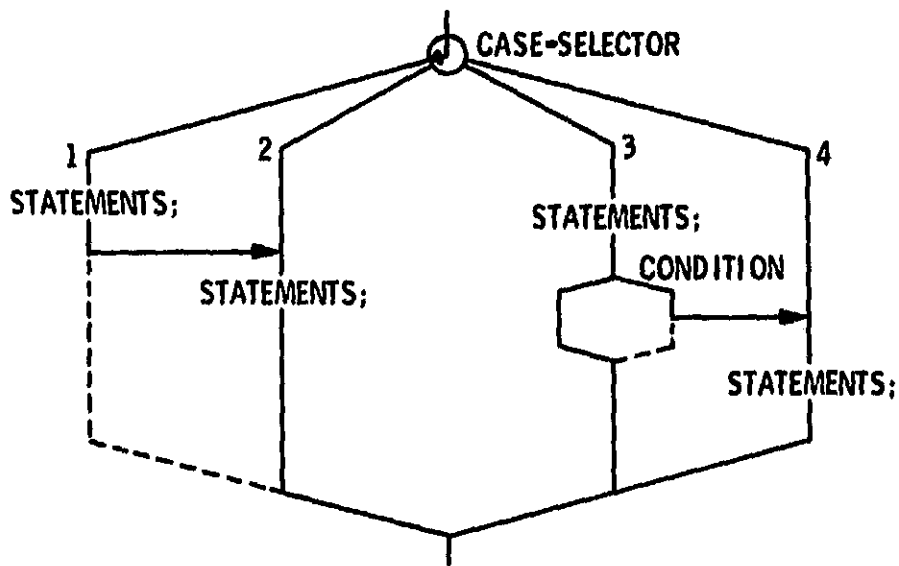 CASE-SELECTOR
1
2
3
4
STATEMENTS;
STATEMENTS;
CONDITION
STATEMENTS;
STATEMENTS;